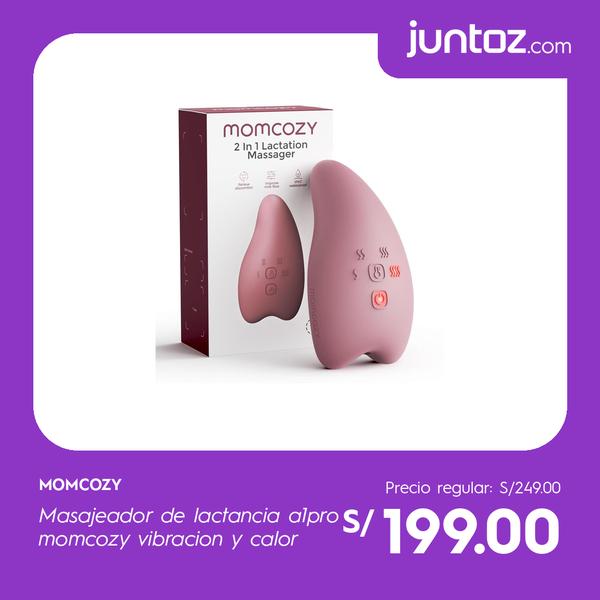 juntoz.com
momcozy
2 In 1 Lactation
Massager
momcozy
MOMCOZY
Masajeador de lactancia a1pro
momcozy vibracion y calor
Precio regular: S/249.00
S/199.00